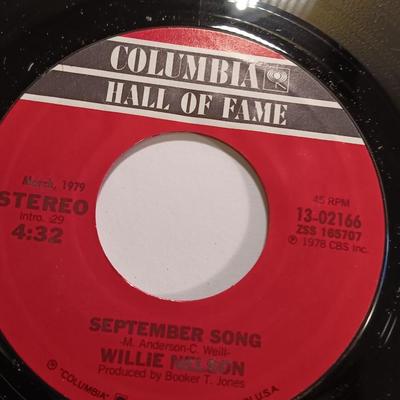 COLUMBIA
HALL OF FAME
March, 1979
STEREO
Intro. :29
4:32
45 RPM
13-02166
ZSS 165707
℗ 1978 CBS Inc.
SEPTEMBER SONG
-M. Anderson-C. Weill-
WILLIE NELSON
Produced by Booker T. Jones
® "COLUMBIA"
U.S.A.